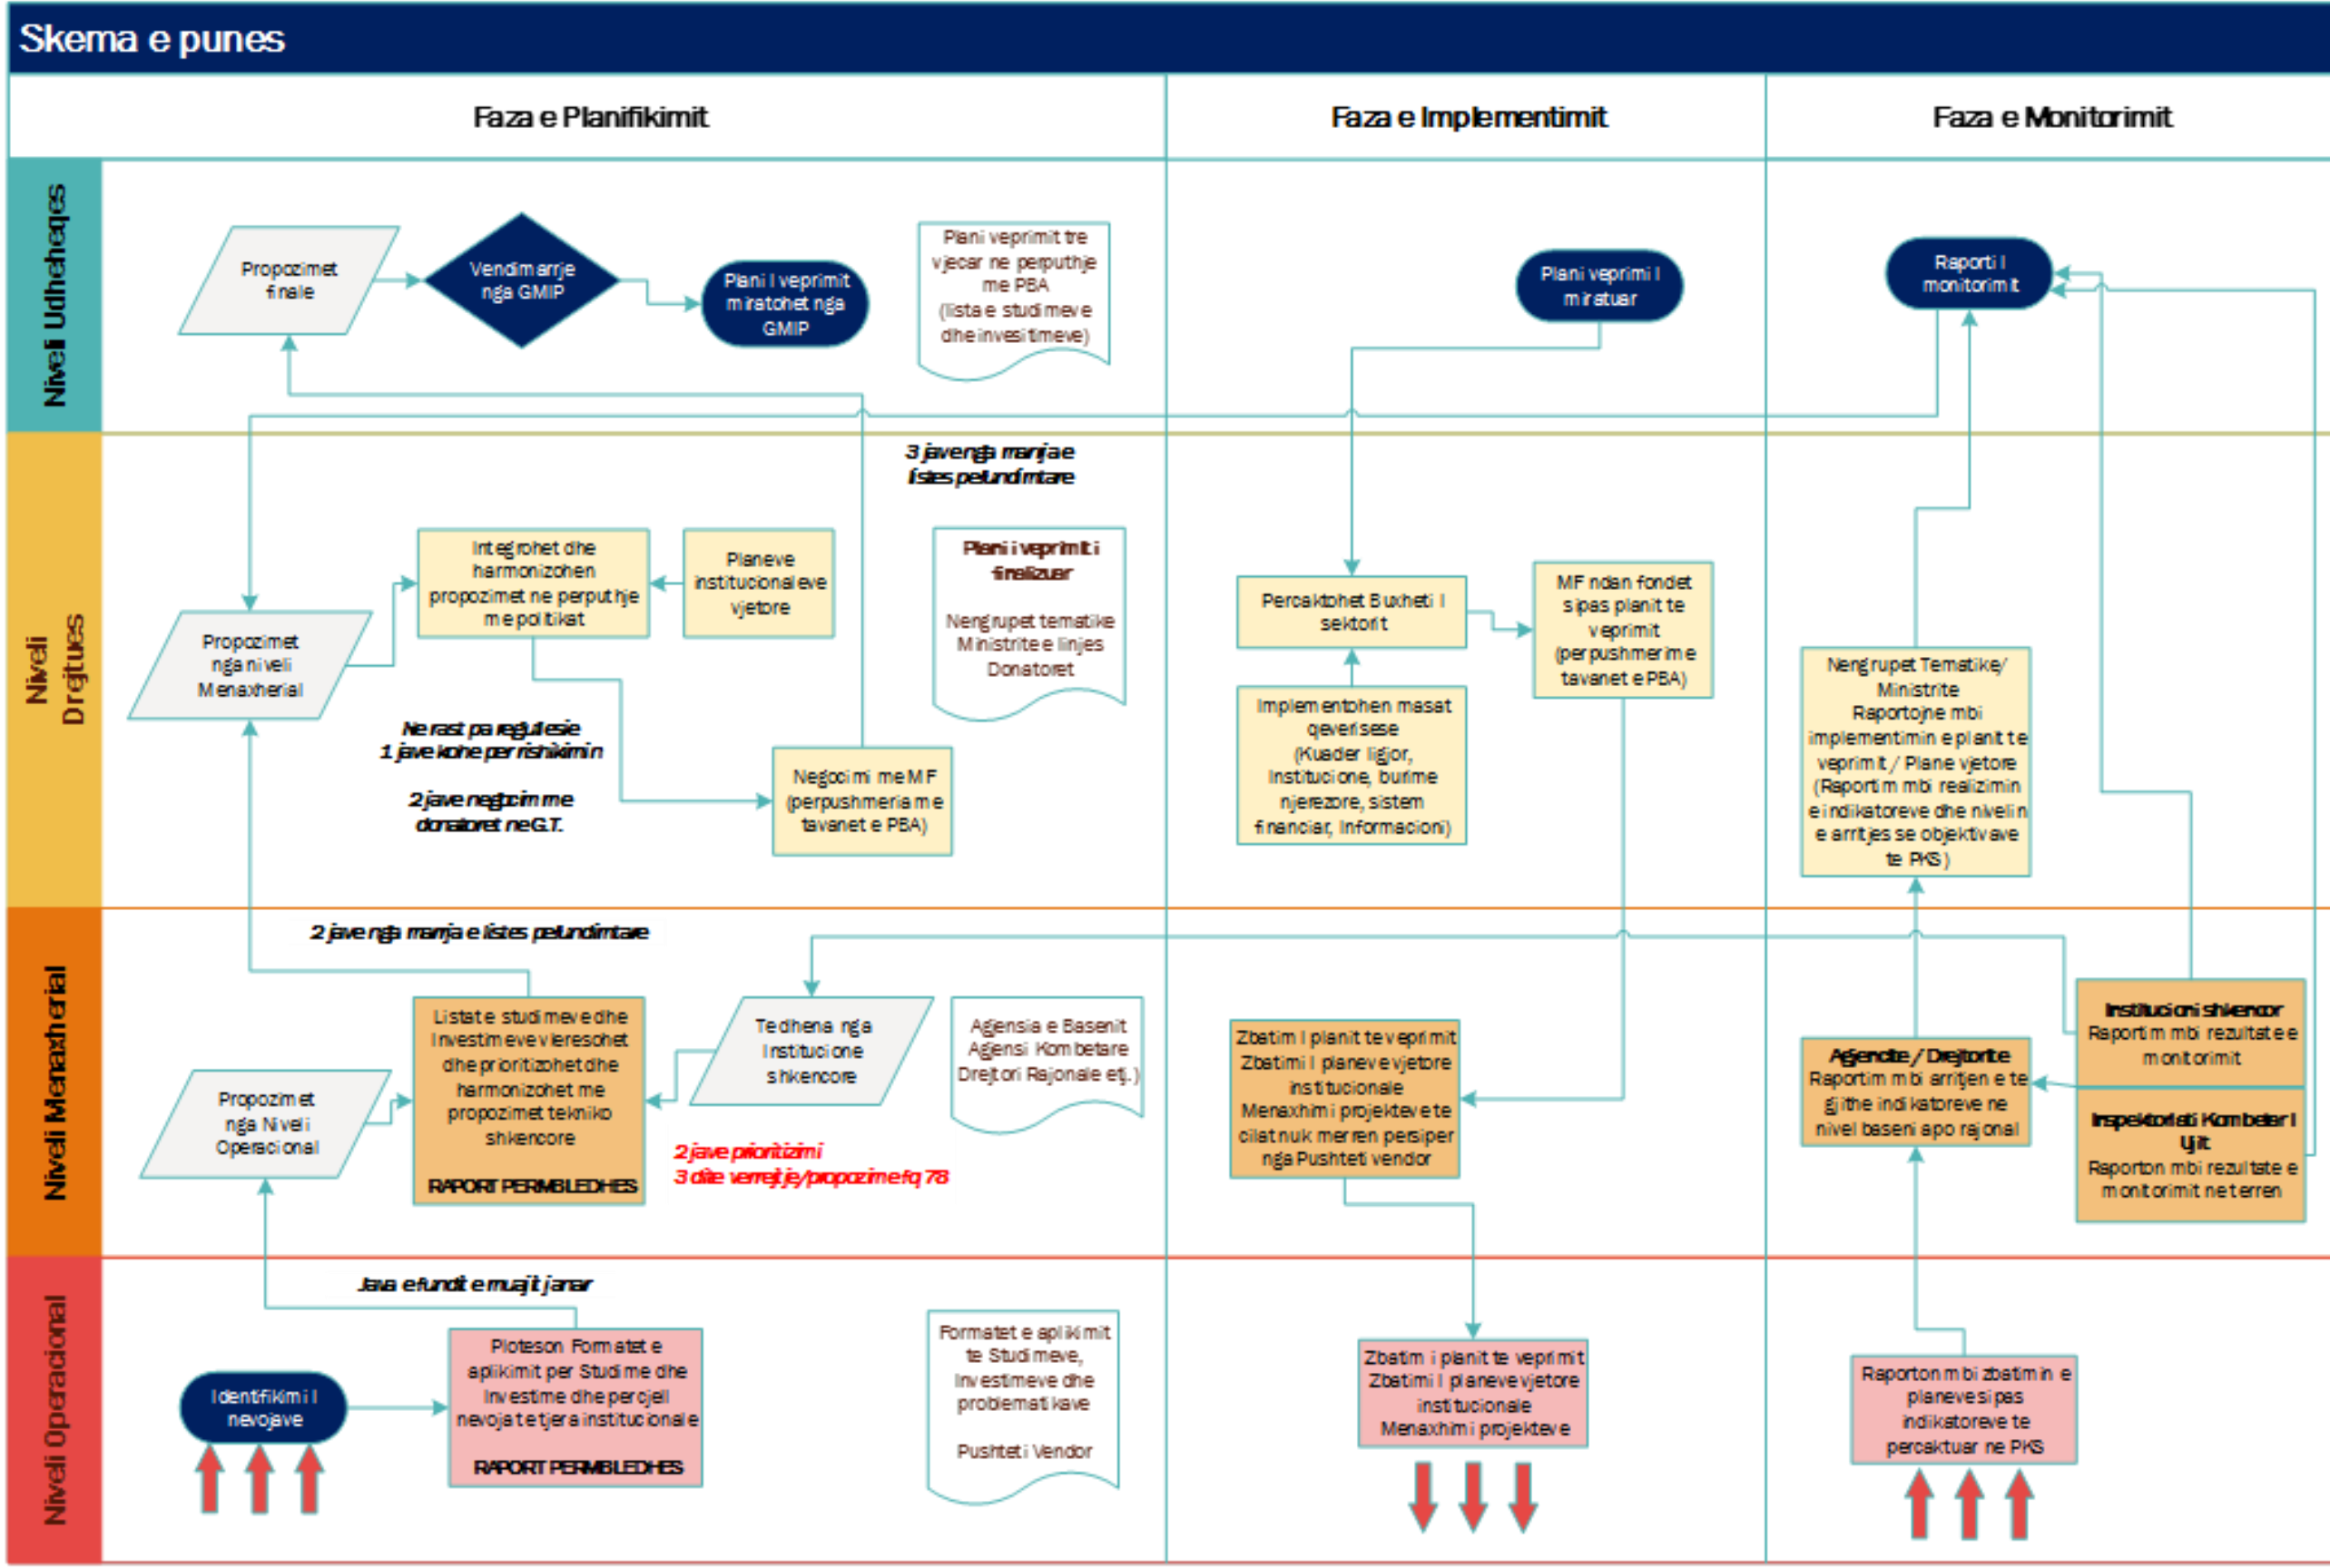 Skema e punes
Faza e Planifikimit
Faza e Implementimit
Faza e Monitorimit
Niveli Udheheqes
Propozimet
finale
Vendimarrje
nga GMIP
Plani I veprimit
miratohet nga
GMIP
Plani veprimit tre
vjecar ne perputhje
me PBA
(lista e studimeve
dhe invesitimeve)
Plani veprimi I
miratuar
Raporti I
monitorimit
Niveli
Drejtues
3 jave nga marrja e
listes perfundimtare
Propozimet
nga niveli
Menaxherial
Integrohet dhe
harmonizohen
propozimet ne perputhje
me politikat
Planeve
institucionaleve
vjetore
Ne rast parregullesie
1 jave kohe per rishikimin
2 jave negocim me
donatoret ne G.T.
Negocimi me MF
(perpushmeria me
tavanet e PBA)
Plani i veprimit i
finalizuar
Nengrupet tematike
Ministrite e linjes
Donatoret
Percaktohet Buxheti I
sektorit
Implementohen masat
qeverisese
(Kuader ligjor,
Institucione, burime
njerezore, sistem
financiar, Informacioni)
MF ndan fondet
sipas planit te
veprimit
(perpushmerime
tavanet e PBA)
Nengrupet Tematike/
Ministrite
Raportojne mbi
implementimin e planit te
veprimit / Plane vjetore
(Raportim mbi realizimin
e indikatoreve dhe nivelin
e arritjes se objektivave
te PKS)
Niveli Menaxherial
2 jave nga marrja e listes perfundimtare
Propozimet
nga Niveli
Operacional
Listat e studimeve dhe
Investimeve vleresohet
dhe prioritizohet dhe
harmonizohet me
propozimet tekniko
shkencore
RAPORT PERMBLEDHES
Te dhena nga
Institucione
shkencore
2 jave prioritizimi
3 dite verrejtje/propozime fq 78
Agjensia e Basenit
Agjensi Kombetare
Drejtori Rajonale etj.)
Zbatim I planit te veprimit
Zbatimi I planeve vjetore
institucionale
Menaxhimi projekteve te
cilat nuk merren persiper
nga Pushteti vendor
Agjencite / Drejtorite
Raportim mbi arritjen e te
gjithe indikatoreve ne
nivel baseni apo rajonal
Institucioni shkencor
Raportim mbi rezultate e
monitorimit
Inspektoriati Kombetar I
Ujit
Raporton mbi rezultate e
monitorimit ne terren
Niveli Operacional
Java e fundit e muajit janar
Identifikimi I
nevojave
Ploteson Formatet e
aplikimit per Studime dhe
Investime dhe percjell
nevojat e tjera institucionale
RAPORT PERMBLEDHES
Formatet e aplikimit
te Studimeve,
Investimeve dhe
problematikave
Pushteti Vendor
Zbatim i planit te veprimit
Zbatimi I planeve vjetore
institucionale
Menaxhimi projekteve
Raporton mbi zbatimin e
planeve sipas
indikatoreve te
percaktuar ne PKS